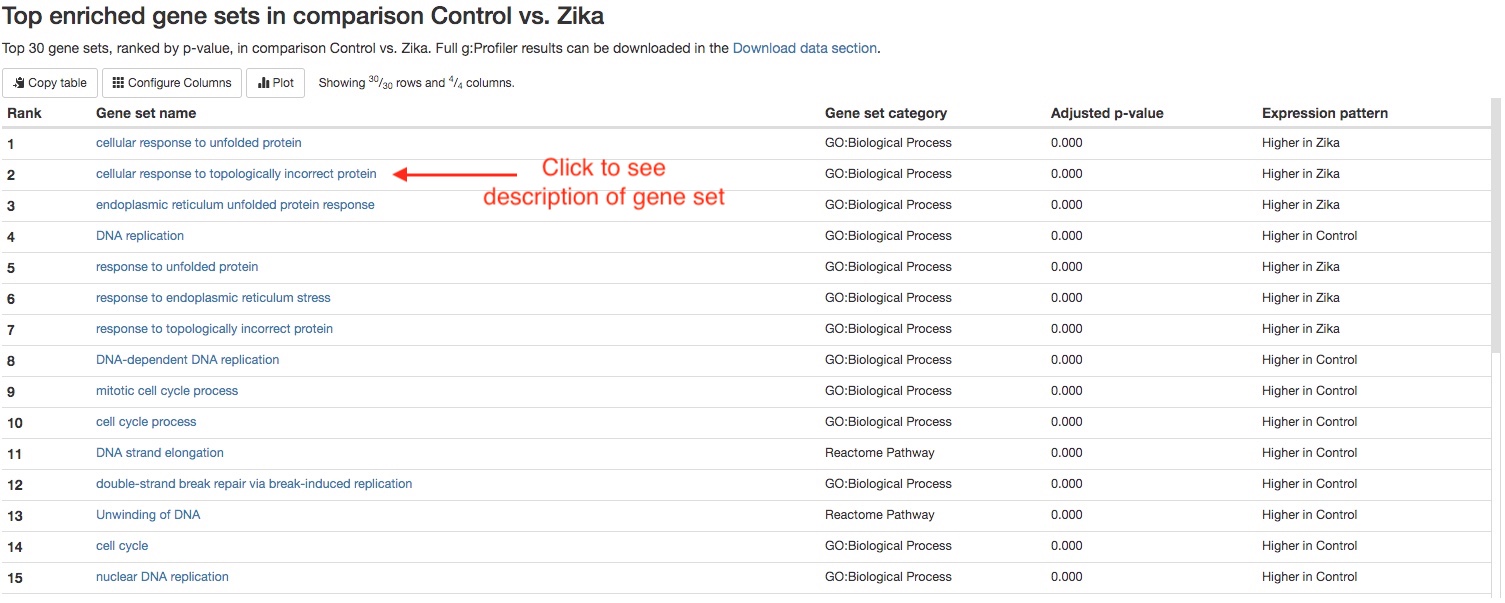 Top enriched gene sets in comparison Control vs. Zika
Top 30 gene sets, ranked by p-value, in comparison Control vs. Zika. Full g:Profiler results can be downloaded in the Download data section.
Copy table Configure Columns Plot Showing 30/30 rows and 4/4 columns.
Rank Gene set name Gene set category Adjusted p-value Expression pattern
1 cellular response to unfolded protein GO:Biological Process 0.000 Higher in Zika
2 cellular response to topologically incorrect protein GO:Biological Process 0.000 Higher in Zika
Click to see
description of gene set
3 endoplasmic reticulum unfolded protein response GO:Biological Process 0.000 Higher in Zika
4 DNA replication GO:Biological Process 0.000 Higher in Control
5 response to unfolded protein GO:Biological Process 0.000 Higher in Zika
6 response to endoplasmic reticulum stress GO:Biological Process 0.000 Higher in Zika
7 response to topologically incorrect protein GO:Biological Process 0.000 Higher in Zika
8 DNA-dependent DNA replication GO:Biological Process 0.000 Higher in Control
9 mitotic cell cycle process GO:Biological Process 0.000 Higher in Control
10 cell cycle process GO:Biological Process 0.000 Higher in Control
11 DNA strand elongation Reactome Pathway 0.000 Higher in Control
12 double-strand break repair via break-induced replication GO:Biological Process 0.000 Higher in Control
13 Unwinding of DNA Reactome Pathway 0.000 Higher in Control
14 cell cycle GO:Biological Process 0.000 Higher in Control
15 nuclear DNA replication GO:Biological Process 0.000 Higher in Control